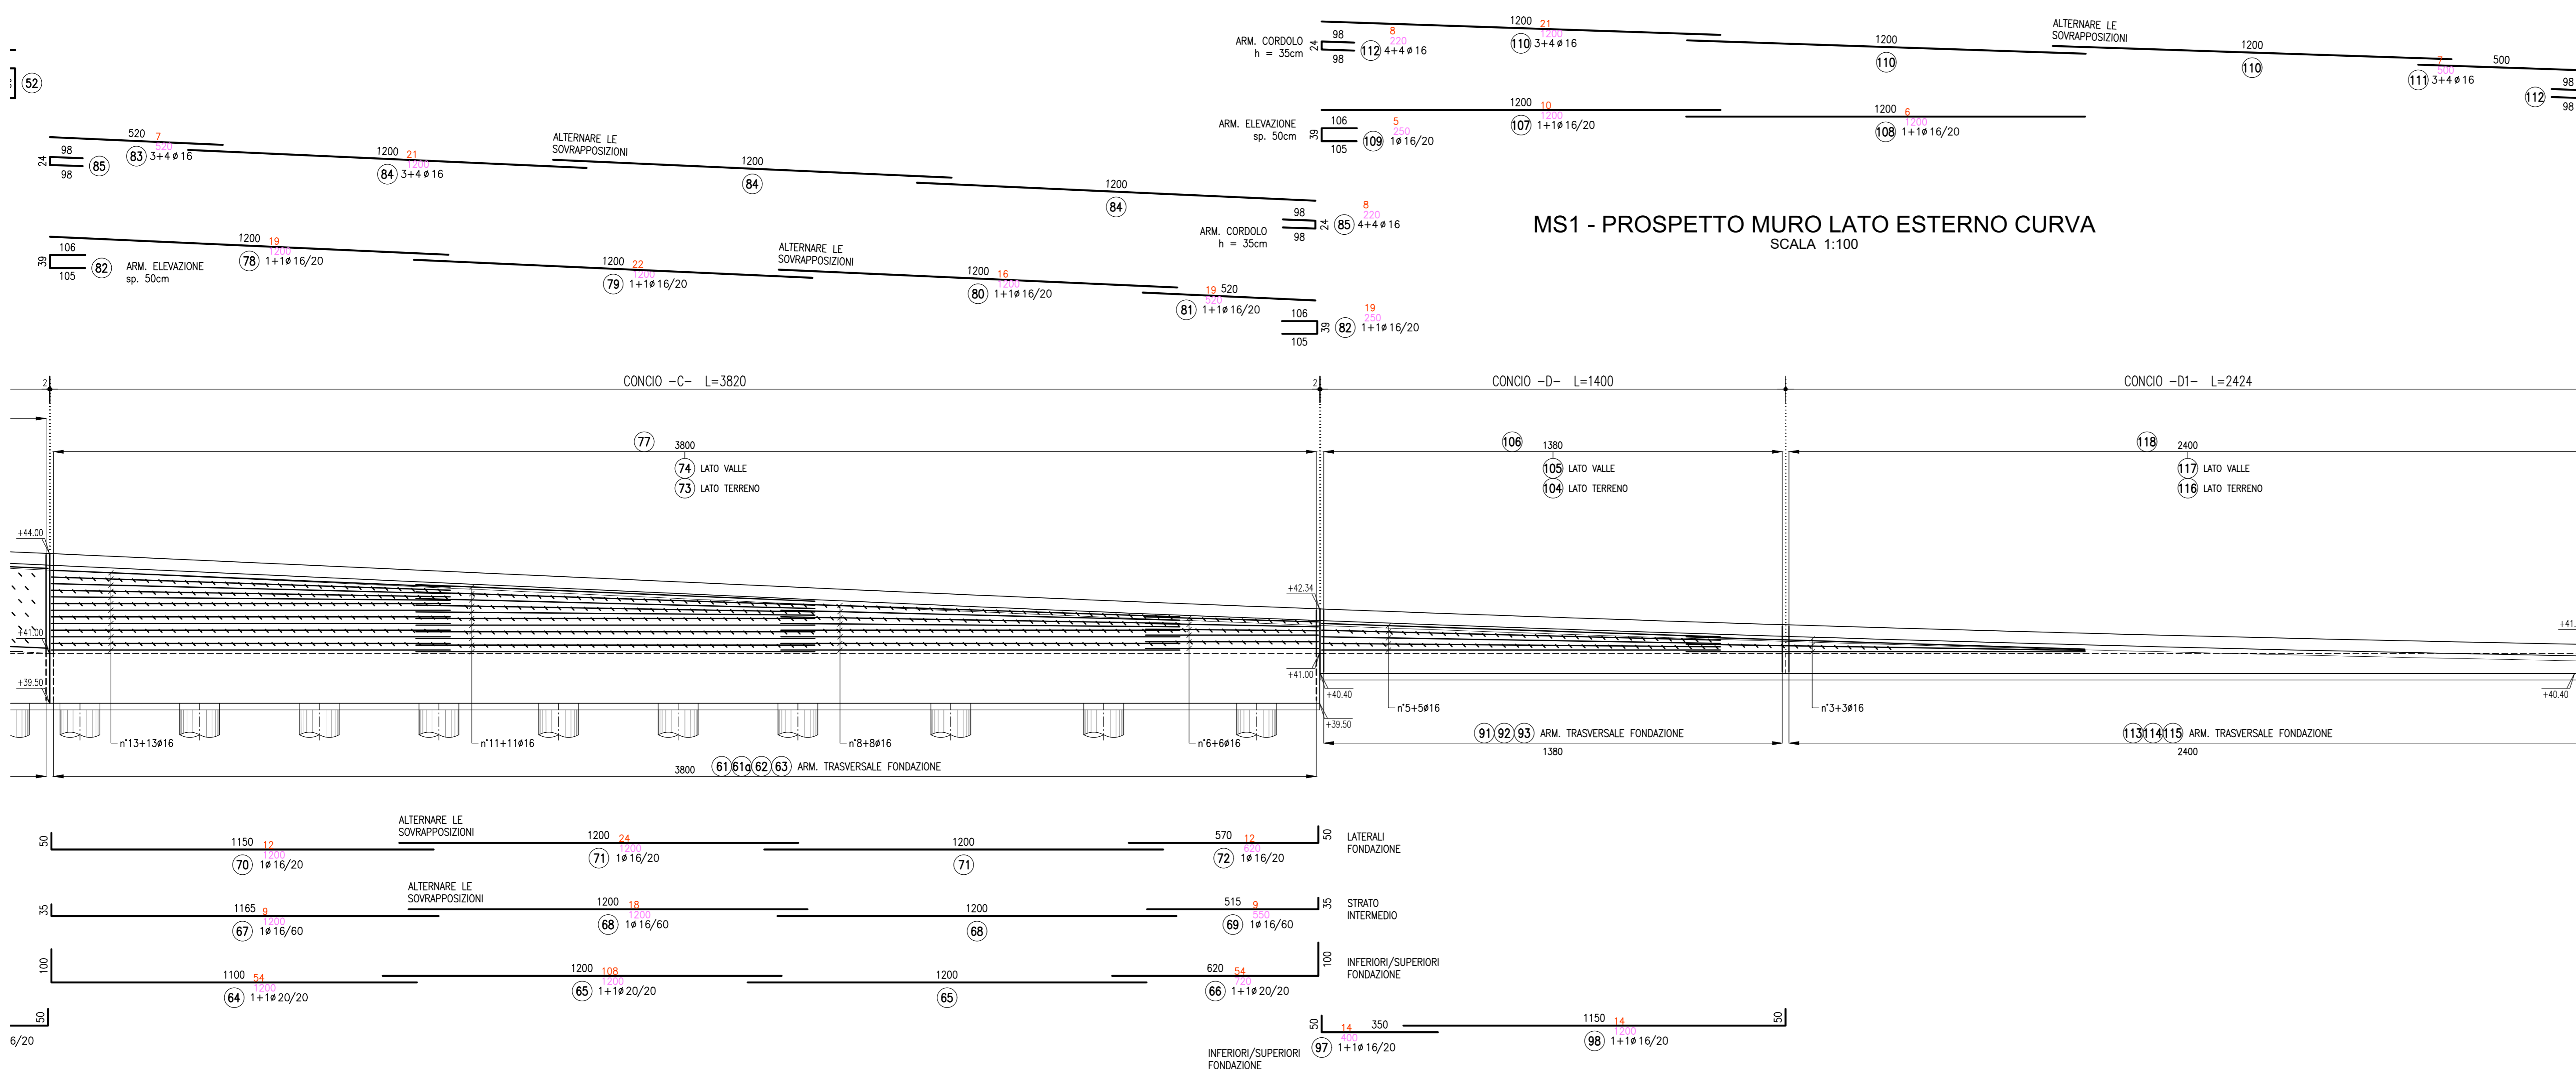 52
520 7
520
83 3+4ø16
98
24
98
85
1200 21
1200
84 3+4ø16
ALTERNARE LE
SOVRAPPOSIZIONI
1200
84
1200
84
98
24
98
8
220
85 4+4ø16
ARM. CORDOLO
h = 35cm
1200 19
1200
78 1+1ø16/20
106
39
105
82
ARM. ELEVAZIONE
sp. 50cm
1200 22
1200
79 1+1ø16/20
ALTERNARE LE
SOVRAPPOSIZIONI
1200 16
1200
80 1+1ø16/20
19 520
520
81 1+1ø16/20
106
39
105
19
250
82 1+1ø16/20
ARM. CORDOLO
h = 35cm
98
24
98
8
220
112 4+4ø16
1200 21
1200
110 3+4ø16
1200
110
ALTERNARE LE
SOVRAPPOSIZIONI
1200
110
7
500
500
111 3+4ø16
98
98
112
ARM. ELEVAZIONE
sp. 50cm
106
39
105
5
250
109 1ø16/20
1200 10
1200
107 1+1ø16/20
1200 6
1200
108 1+1ø16/20
MS1 - PROSPETTO MURO LATO ESTERNO CURVA
SCALA 1:100
2
CONCIO -C- L=3820
2
CONCIO -D- L=1400
CONCIO -D1- L=2424
77
3800
74 LATO VALLE
73 LATO TERRENO
106
1380
105 LATO VALLE
104 LATO TERRENO
118
2400
117 LATO VALLE
116 LATO TERRENO
+44.00
+41.00
+39.50
+42.34
+41.00
+40.40
+39.50
+41.
+40.40
n°13+13ø16
n°11+11ø16
n°8+8ø16
n°6+6ø16
n°5+5ø16
n°3+3ø16
3800
61 61a 62 63 ARM. TRASVERSALE FONDAZIONE
91 92 93 ARM. TRASVERSALE FONDAZIONE
1380
113 114 115 ARM. TRASVERSALE FONDAZIONE
2400
50
1150 12
1200
70 1ø16/20
ALTERNARE LE
SOVRAPPOSIZIONI
1200 24
1200
71 1ø16/20
1200
71
570 12
620
72 1ø16/20
50
LATERALI
FONDAZIONE
35
1165 9
1200
67 1ø16/60
ALTERNARE LE
SOVRAPPOSIZIONI
1200 18
1200
68 1ø16/60
1200
68
515 9
550
69 1ø16/60
35
STRATO
INTERMEDIO
100
1100 54
1200
64 1+1ø20/20
1200 108
1200
65 1+1ø20/20
1200
65
620 54
720
66 1+1ø20/20
100
INFERIORI/SUPERIORI
FONDAZIONE
50
6/20
INFERIORI/SUPERIORI
FONDAZIONE
50
14 350
400
97 1+1ø16/20
1150 14
1200
98 1+1ø16/20
50